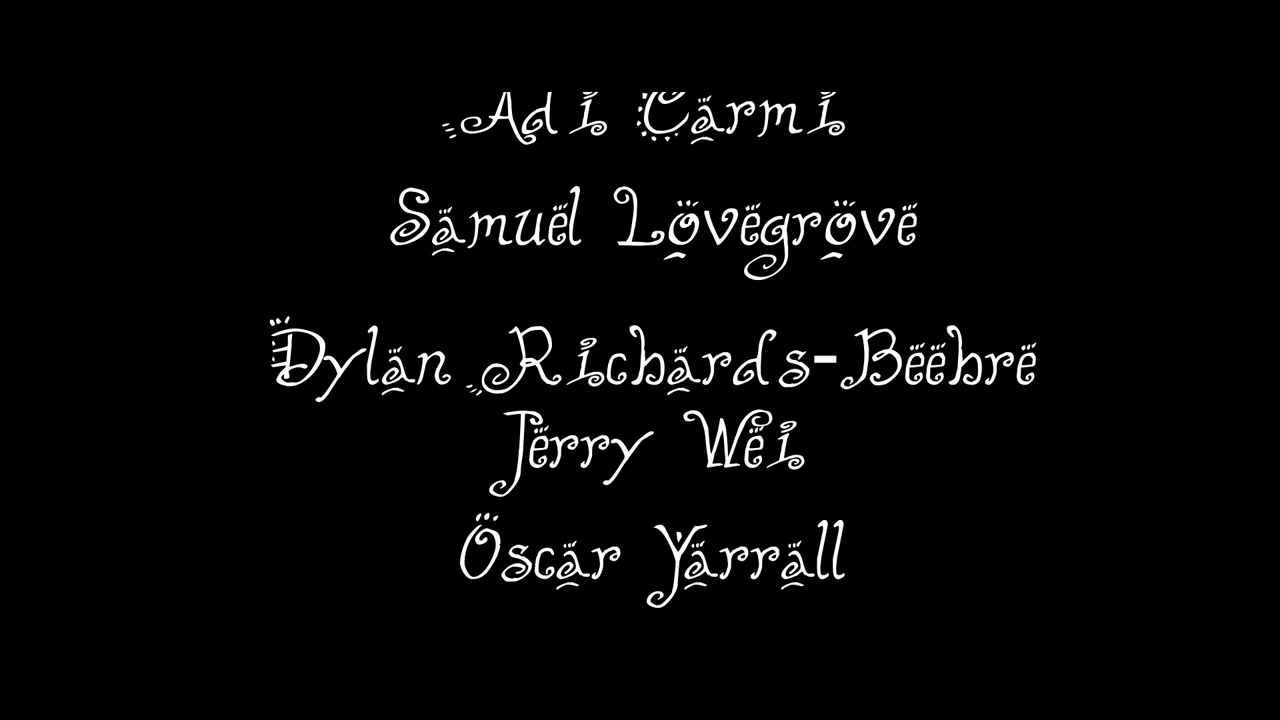 Adi Carmi
Samuel Lovegrove
Dylan Richards-Beehre
Jerry Wei
Oscar Yarrall